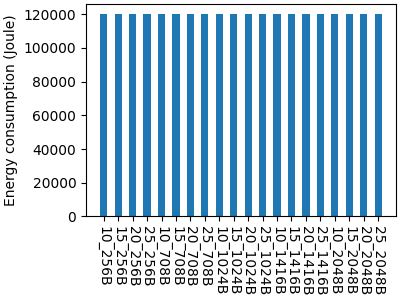 Energy consumption (Joule)
120000
100000
80000
60000
40000
20000
0
10_256B
15_256B
20_256B
25_256B
10_708B
15_708B
20_708B
25_708B
10_1024B
15_1024B
20_1024B
25_1024B
10_1416B
15_1416B
20_1416B
25_1416B
10_2048B
15_2048B
20_2048B
25_2048B